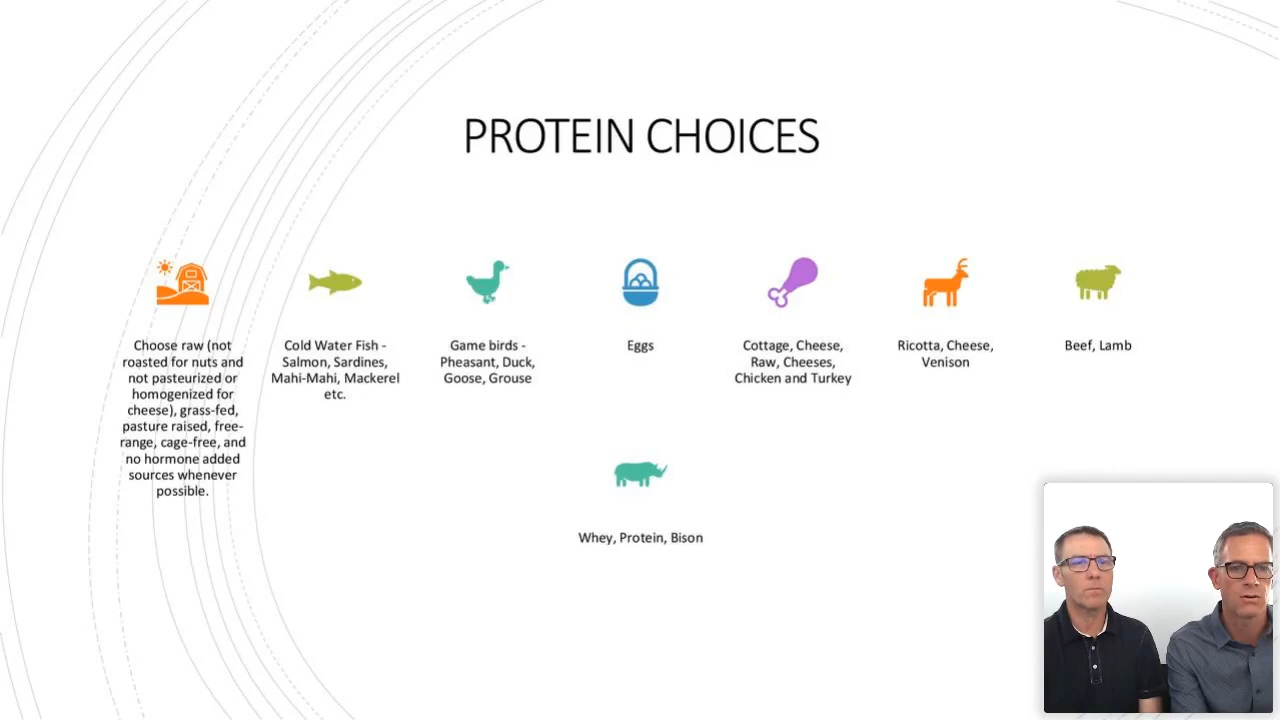 PROTEIN CHOICES
Choose raw (not
roasted for nuts and
not pasteurized or
homogenized for
cheese), grass-fed,
pasture raised, free-
range, cage-free, and
no hormone added
sources whenever
possible.
Cold Water Fish -
Salmon, Sardines,
Mahi-Mahi, Mackerel
etc.
Game birds -
Pheasant, Duck,
Goose, Grouse
Eggs
Cottage, Cheese,
Raw, Cheeses,
Chicken and Turkey
Ricotta, Cheese,
Venison
Beef, Lamb
Whey, Protein, Bison